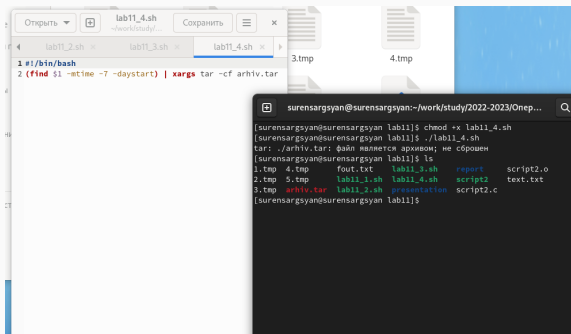 Открыть
lab11_4.sh
~/work/study/...
Сохранить
lab11_2.sh ×
lab11_3.sh ×
lab11_4.sh ×
1 #!/bin/bash
2 (find $1 -mtime -7 -daystart) | xargs tar -cf arhiv.tar
3.tmp
4.tmp
surensargsyan@surensargsyan:~/work/study/2022-2023/Опер...
[surensargsyan@surensargsyan lab11]$ chmod +x lab11_4.sh
[surensargsyan@surensargsyan lab11]$ ./lab11_4.sh
tar: ./arhiv.tar: файл является архивом; не сброшен
[surensargsyan@surensargsyan lab11]$ ls
1.tmp 4.tmp fout.txt lab11_3.sh report script2.o
2.tmp 5.tmp lab11_1.sh lab11_4.sh script2 text.txt
3.tmp arhiv.tar lab11_2.sh presentation script2.c
[surensargsyan@surensargsyan lab11]$